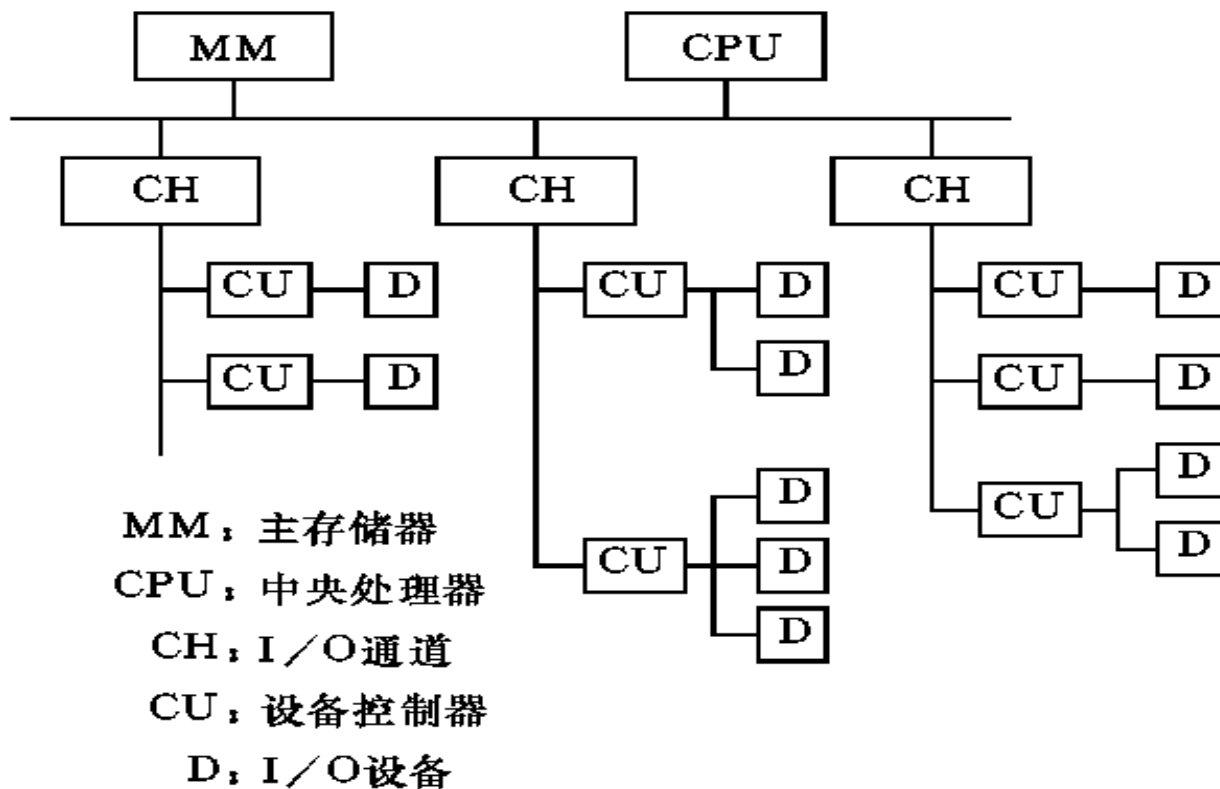 MM CPU
CH CH CH
CU D CU D CU D
D
CU D CU D
D
CU D CU D
D D
MM：主存储器
CPU：中央处理器
CH：I／O通道
CU：设备控制器
D：I／O设备